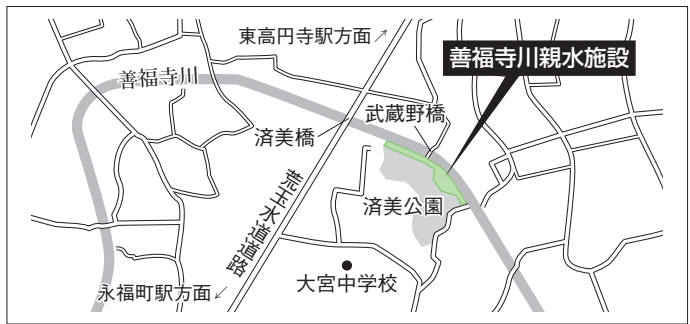 東高円寺駅方面↗
善福寺川親水施設
善福寺川
武蔵野橋
済美橋
荒玉水道道路
済美公園
大宮中学校
永福町駅方面↙